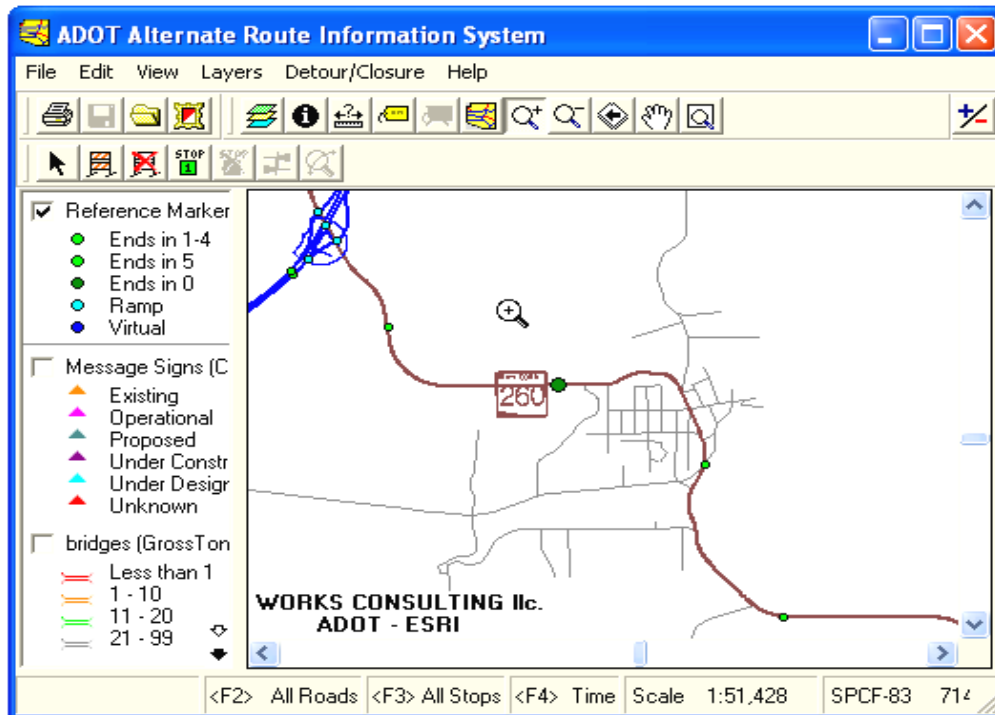 ADOT Alternate Route Information System
File Edit View Layers Detour/Closure Help
STOP
1
Reference Marker
Ends in 1-4
Ends in 5
Ends in 0
Ramp
Virtual
Message Signs (C
Existing
Operational
Proposed
Under Constr
Under Design
Unknown
bridges (GrossTon
Less than 1
1 - 10
11 - 20
21 - 99
260
WORKS CONSULTING llc.
ADOT - ESRI
<F2> All Roads <F3> All Stops <F4> Time Scale 1:51,428 SPCF-83 714